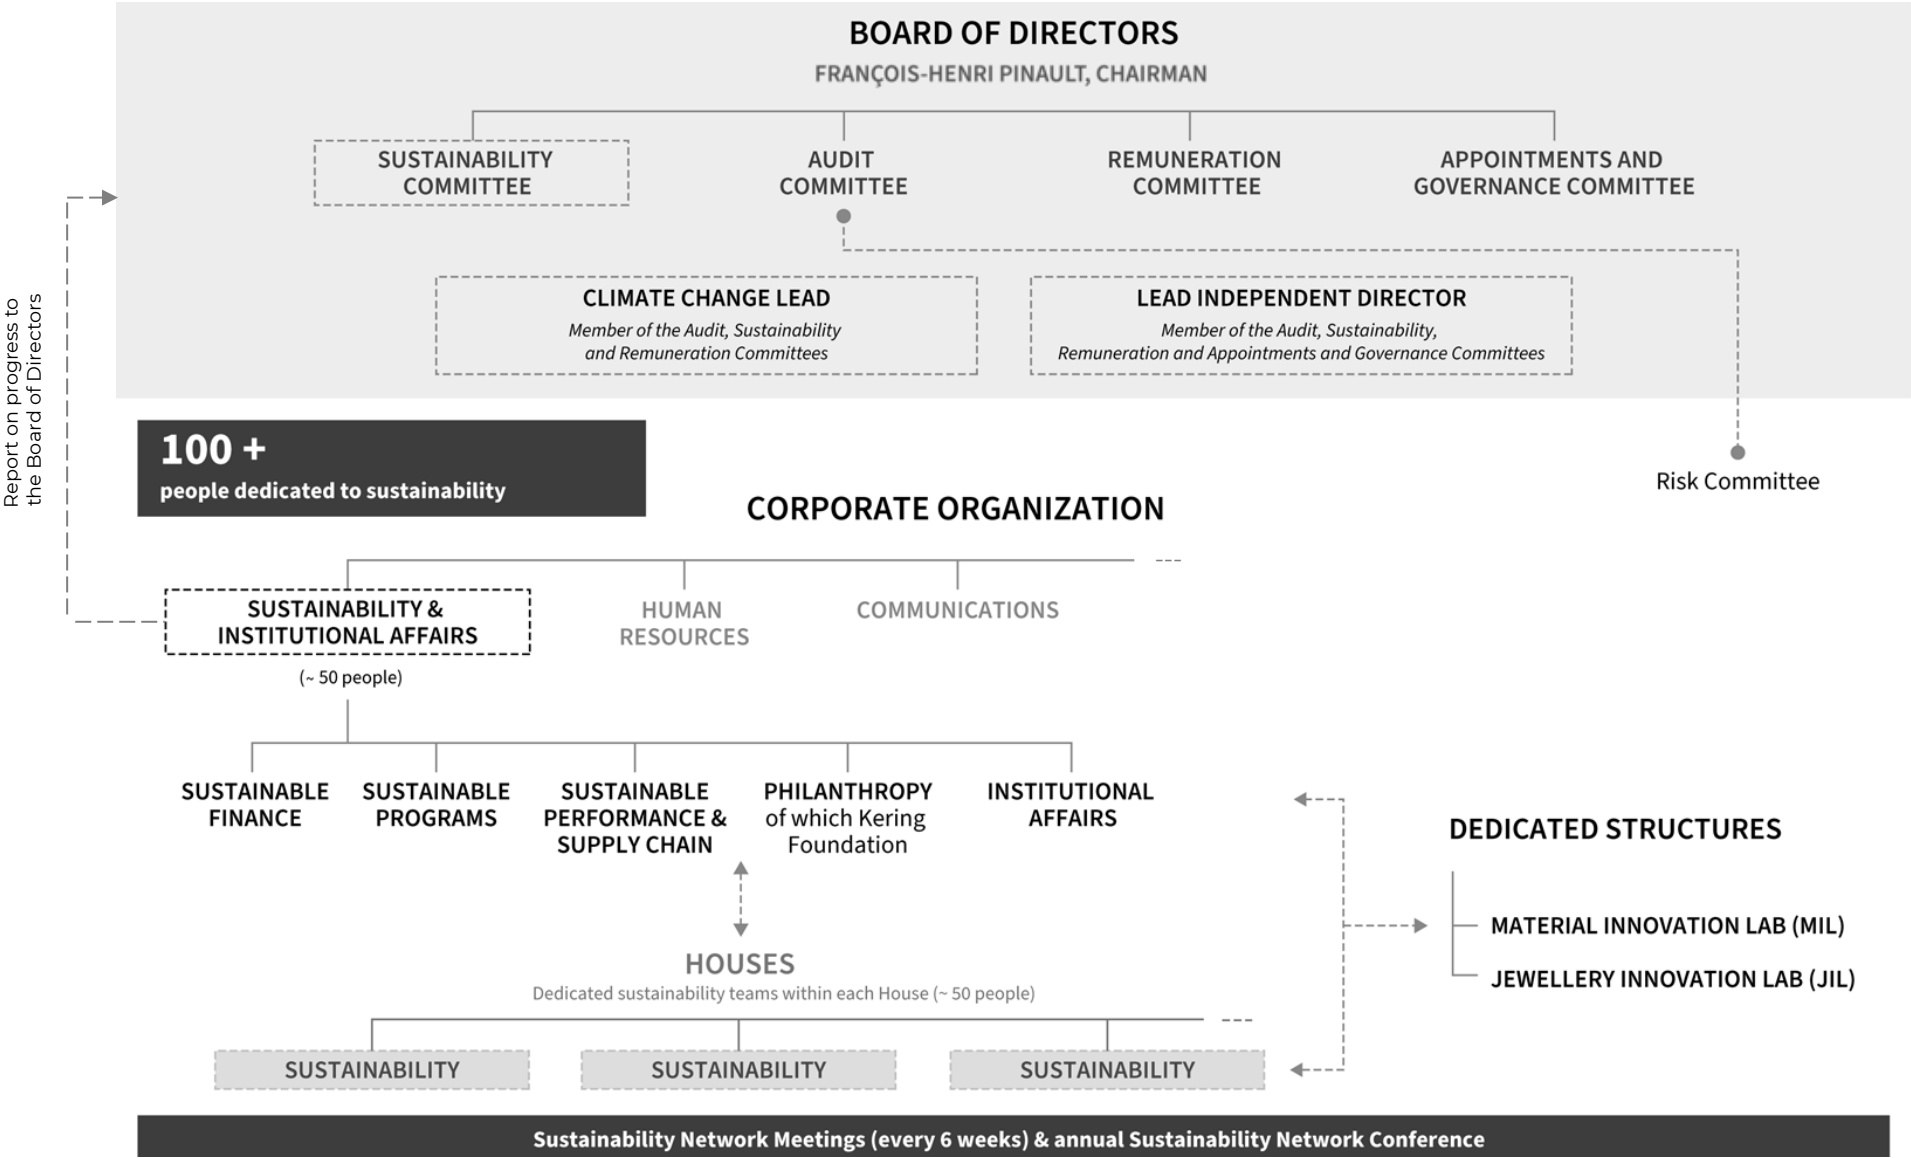 BOARD OF DIRECTORS
FRANÇOIS-HENRI PINAULT, CHAIRMAN
SUSTAINABILITY
COMMITTEE
AUDIT
COMMITTEE
REMUNERATION
COMMITTEE
APPOINTMENTS AND
GOVERNANCE COMMITTEE
CLIMATE CHANGE LEAD
Member of the Audit, Sustainability
and Remuneration Committees
LEAD INDEPENDENT DIRECTOR
Member of the Audit, Sustainability,
Remuneration and Appointments and Governance Committees
Report on progress to
the Board of Directors
100 +
people dedicated to sustainability
Risk Committee
CORPORATE ORGANIZATION
SUSTAINABILITY &
INSTITUTIONAL AFFAIRS
(~ 50 people)
HUMAN
RESOURCES
COMMUNICATIONS
SUSTAINABLE
FINANCE
SUSTAINABLE
PROGRAMS
SUSTAINABLE
PERFORMANCE &
SUPPLY CHAIN
PHILANTHROPY
of which Kering
Foundation
INSTITUTIONAL
AFFAIRS
DEDICATED STRUCTURES
MATERIAL INNOVATION LAB (MIL)
JEWELLERY INNOVATION LAB (JIL)
HOUSES
Dedicated sustainability teams within each House (~ 50 people)
SUSTAINABILITY
SUSTAINABILITY
SUSTAINABILITY
Sustainability Network Meetings (every 6 weeks) & annual Sustainability Network Conference